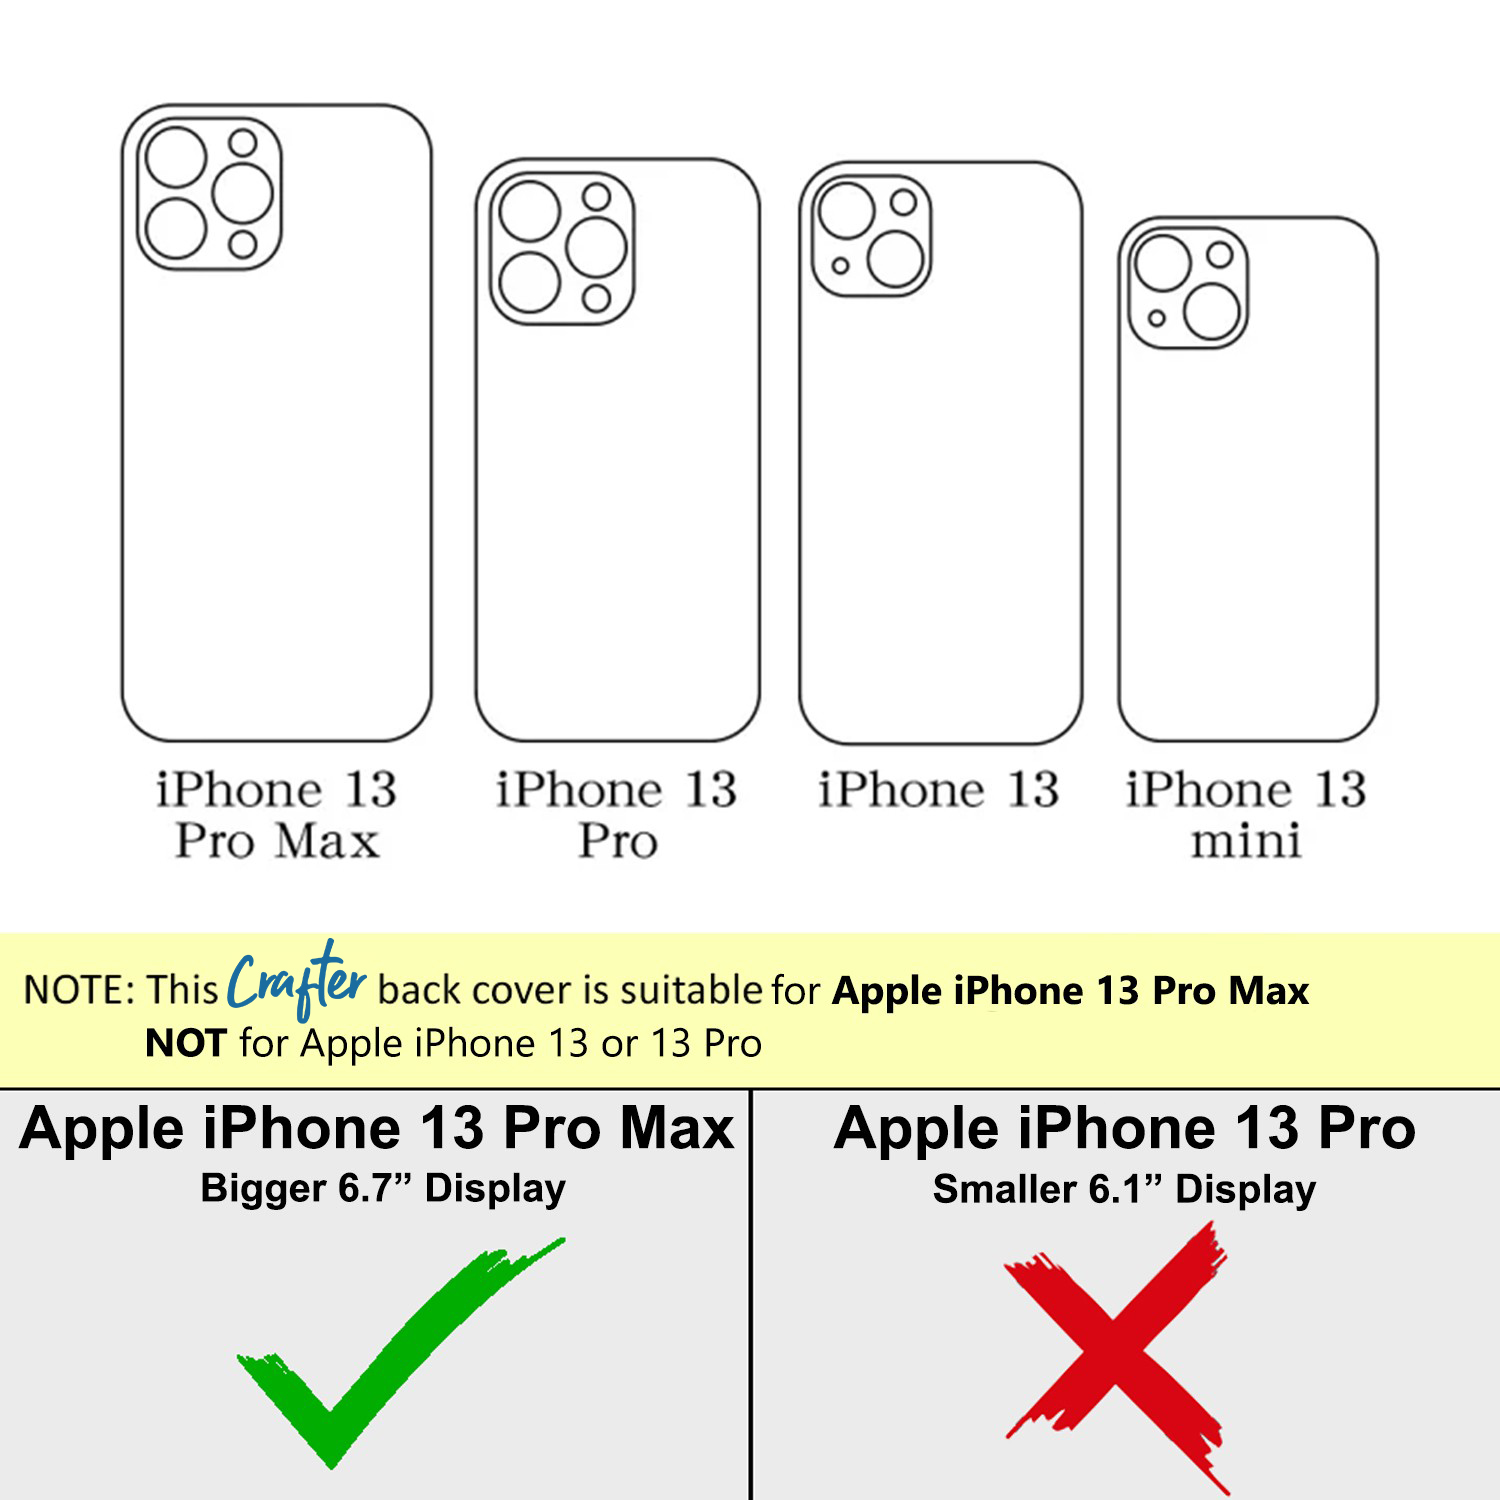 iPhone 13
Pro Max
iPhone 13
Pro
iPhone 13
iPhone 13
mini
NOTE: This Crafter back cover is suitable for Apple iPhone 13 Pro Max
NOT for Apple iPhone 13 or 13 Pro
Apple iPhone 13 Pro Max
Bigger 6.7” Display
Apple iPhone 13 Pro
Smaller 6.1” Display